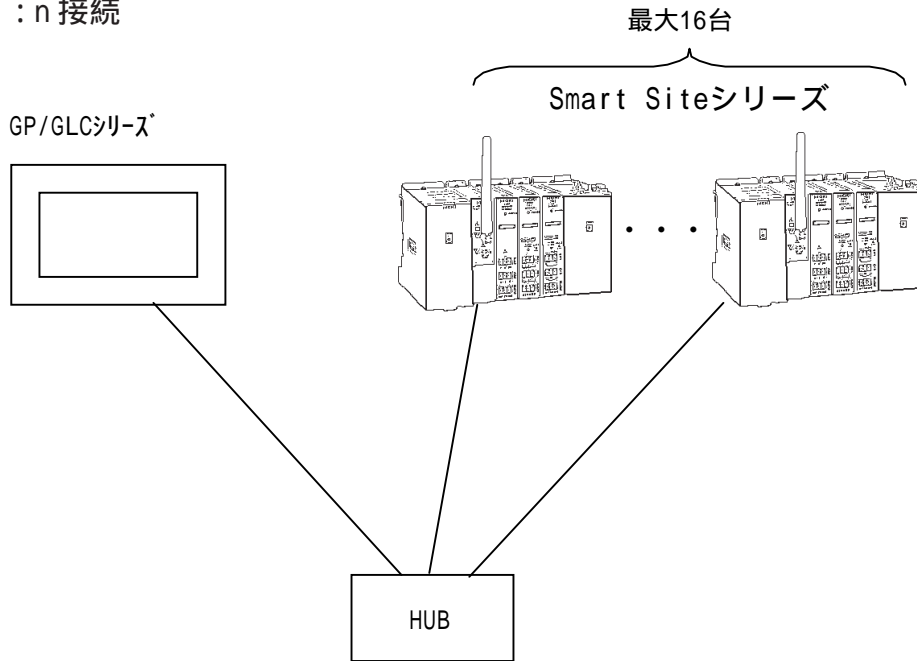 :n 接続
最大16台
Smart Siteシリーズ
GP/GLCｼﾘｰｽﾞ
・・・
HUB